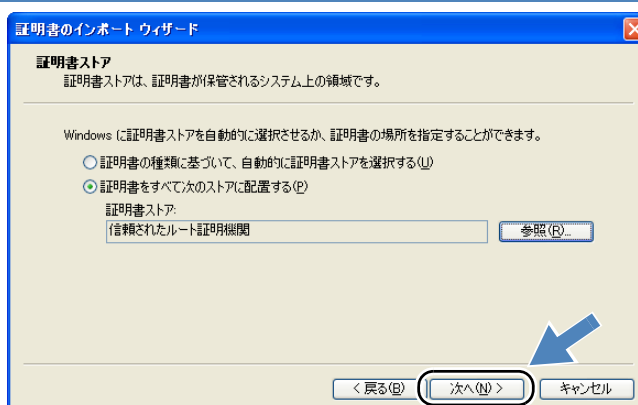 証明書のインポート ウィザード
証明書ストア
証明書ストアは、証明書が保管されるシステム上の領域です。
Windows に証明書ストアを自動的に選択させるか、証明書の場所を指定することができます。
証明書の種類に基づいて、自動的に証明書ストアを選択する(U)
証明書をすべて次のストアに配置する(P)
証明書ストア:
信頼されたルート証明機関
参照(R)...
< 戻る(B)
次へ(N) >
キャンセル